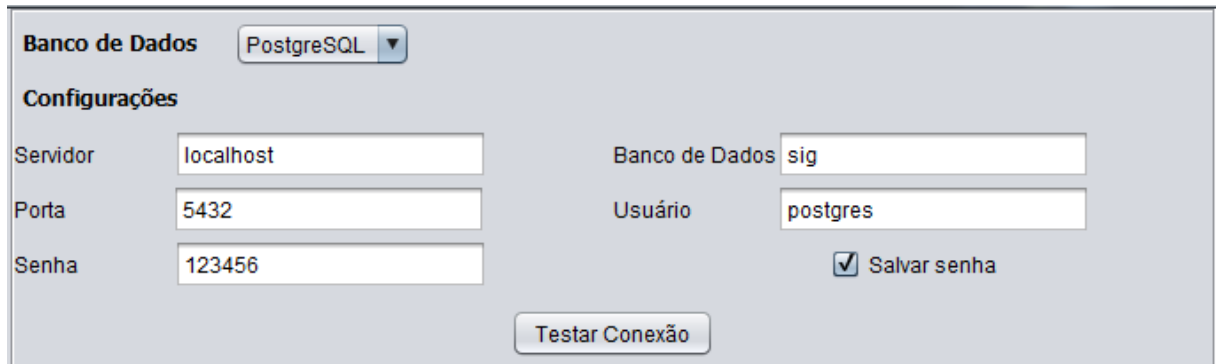 Banco de Dados PostgreSQL
Configurações
Servidor localhost Banco de Dados sig
Porta 5432 Usuário postgres
Senha 123456 Salvar senha
Testar Conexão